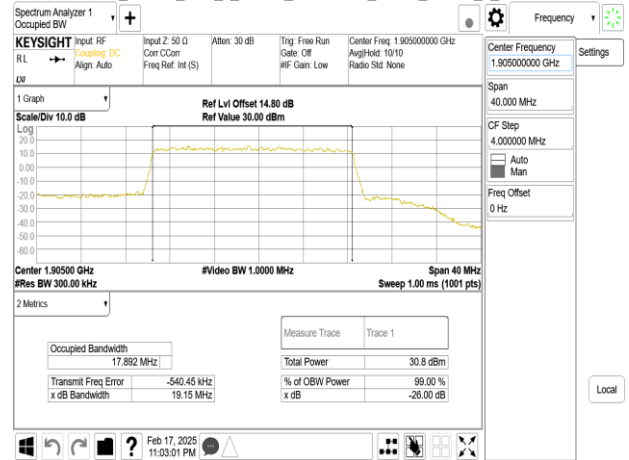 Spectrum Analyzer 1
Occupied BW
Frequency
KEYSIGHT
RL
LXI
Input: RF
Coupling: DC
Align: Auto
Input Z: 50 Ω
Corr CCorr
Freq Ref: Int (S)
Atten: 30 dB
Trig: Free Run
Gate: Off
#IF Gain: Low
Center Freq: 1.905000000 GHz
Avg|Hold: 10/10
Radio Std: None
Center Frequency
1.905000000 GHz
Settings
Span
40.000 MHz
CF Step
4.000000 MHz
Auto
Man
Freq Offset
0 Hz
Local
1 Graph
Scale/Div 10.0 dB
Ref Lvl Offset 14.80 dB
Ref Value 30.00 dBm
Log
20.0
10.0
0.00
-10.0
-20.0
-30.0
-40.0
-50.0
-60.0
Center 1.90500 GHz
#Video BW 1.0000 MHz
Span 40 MHz
#Res BW 300.00 kHz
Sweep 1.00 ms (1001 pts)
2 Metrics
Measure Trace Trace 1
Occupied Bandwidth
17.892 MHz
Total Power 30.8 dBm
Transmit Freq Error -540.45 kHz
% of OBW Power 99.00 %
x dB Bandwidth 19.15 MHz
x dB -26.00 dB
?
Feb 17, 2025
11:03:01 PM